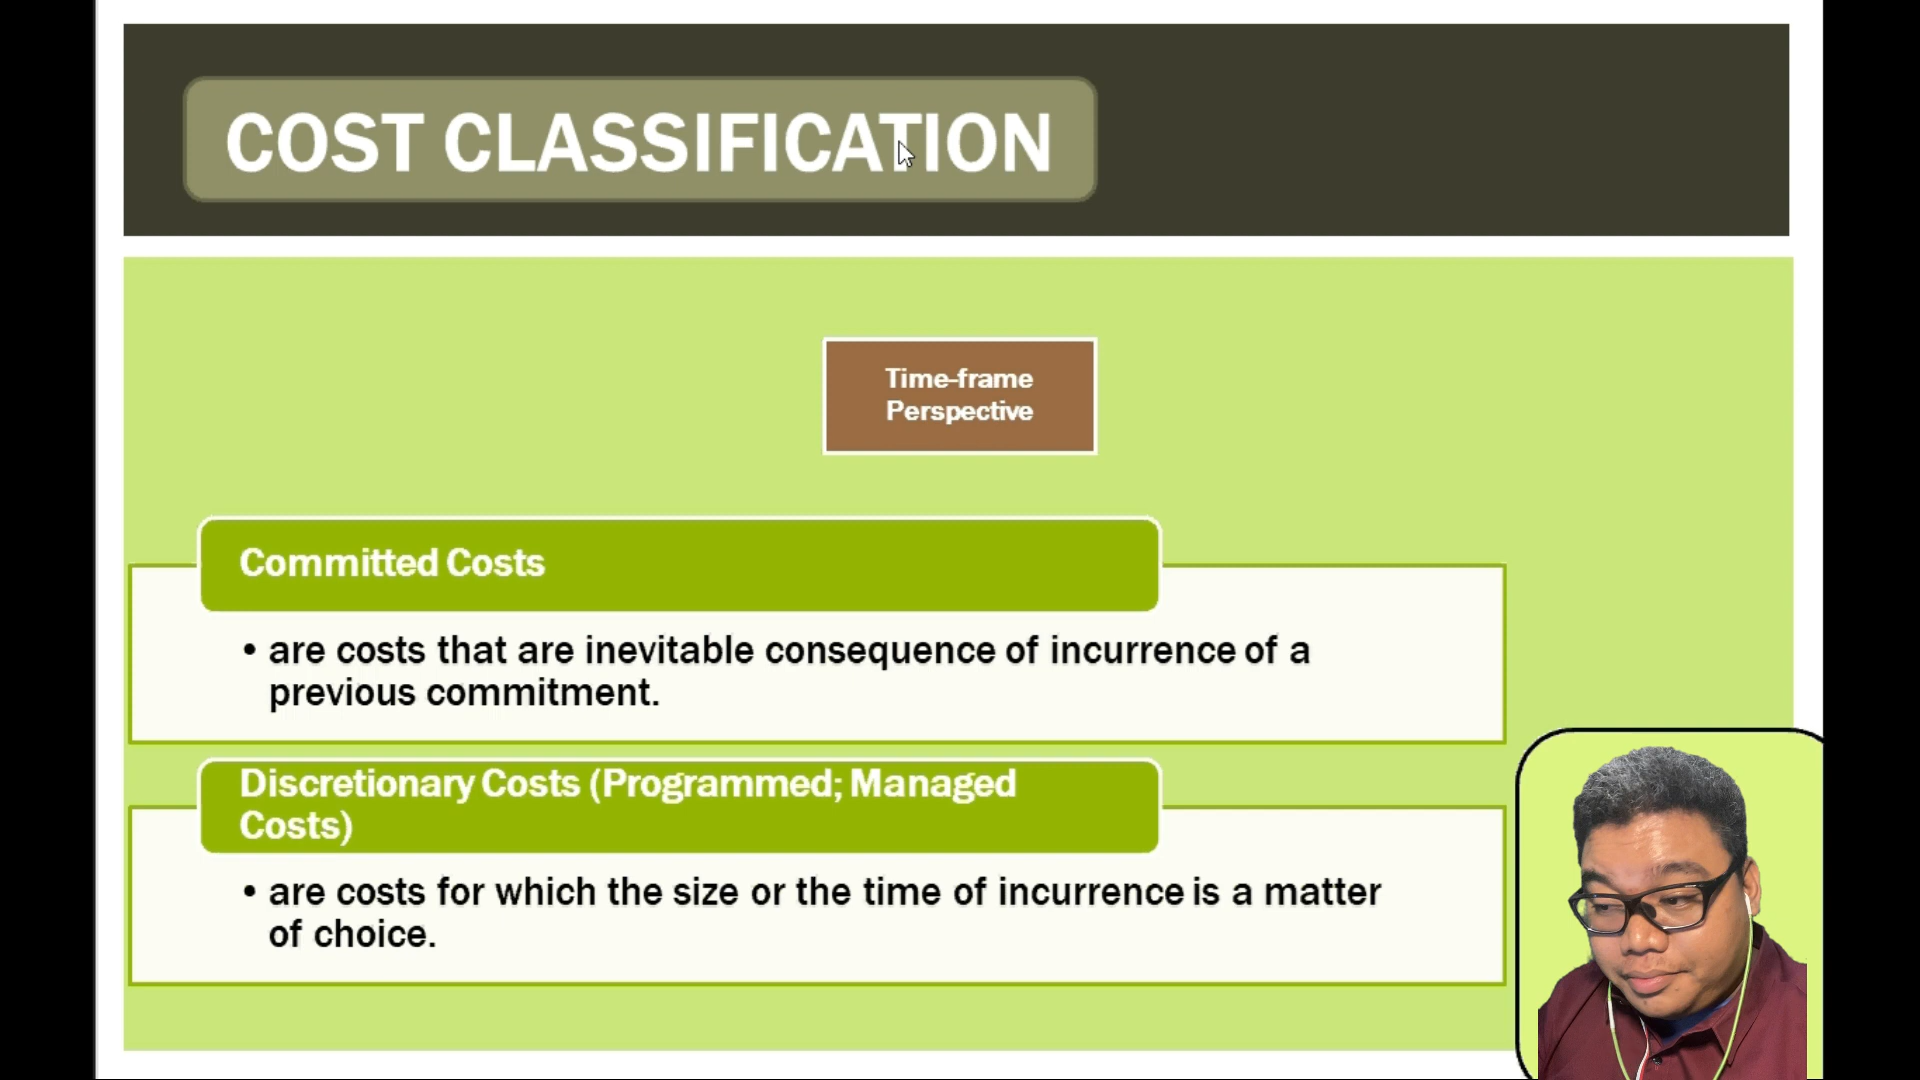 COST CLASSIFICATION
Time-frame
Perspective
Committed Costs
• are costs that are inevitable consequence of incurrence of a
previous commitment.
Discretionary Costs (Programmed; Managed
Costs)
• are costs for which the size or the time of incurrence is a matter
of choice.